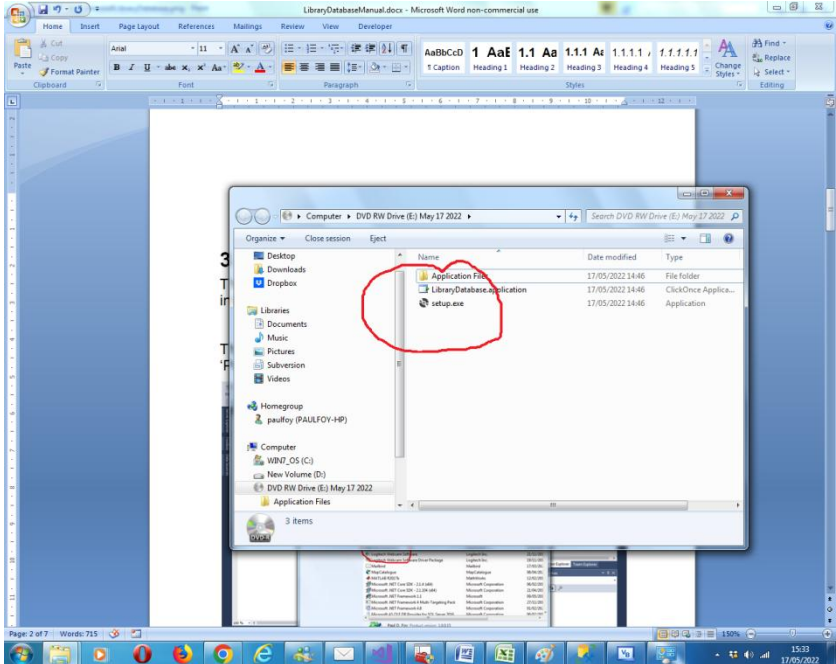 LibraryDatabaseManual.docx - Microsoft Word non-commercial use
Home Insert Page Layout References Mailings Review View Developer
Cut
Copy
Paste
Format Painter
Clipboard
Arial 11
Font
Paragraph
AaBbCcD 1 AaE 1.1 Aa 1.1.1 Aa 1.1.1.1 1.1.1.1.1
¶ Caption Heading 1 Heading 2 Heading 3 Heading 4 Heading 5
Change Styles
Styles
Find
Replace
Select
Editing
Computer DVD RW Drive (E:) May 17 2022
Search DVD RW Drive (E:) May 17 2022
Organize Close session Eject
Name Date modified Type
Application Files 17/05/2022 14:46 File folder
LibraryDatabase.application 17/05/2022 14:46 ClickOnce Applica...
setup.exe 17/05/2022 14:46 Application
Desktop
Downloads
Dropbox
Libraries
Documents
Music
Pictures
Subversion
Videos
Homegroup
paulfoy (PAULFOY-HP)
Computer
WIN7_OS (C:)
New Volume (D:)
DVD RW Drive (E:) May 17 2022
Application Files
3 items
Page: 2 of 7 Words: 715
150%
15:33
17/05/2022